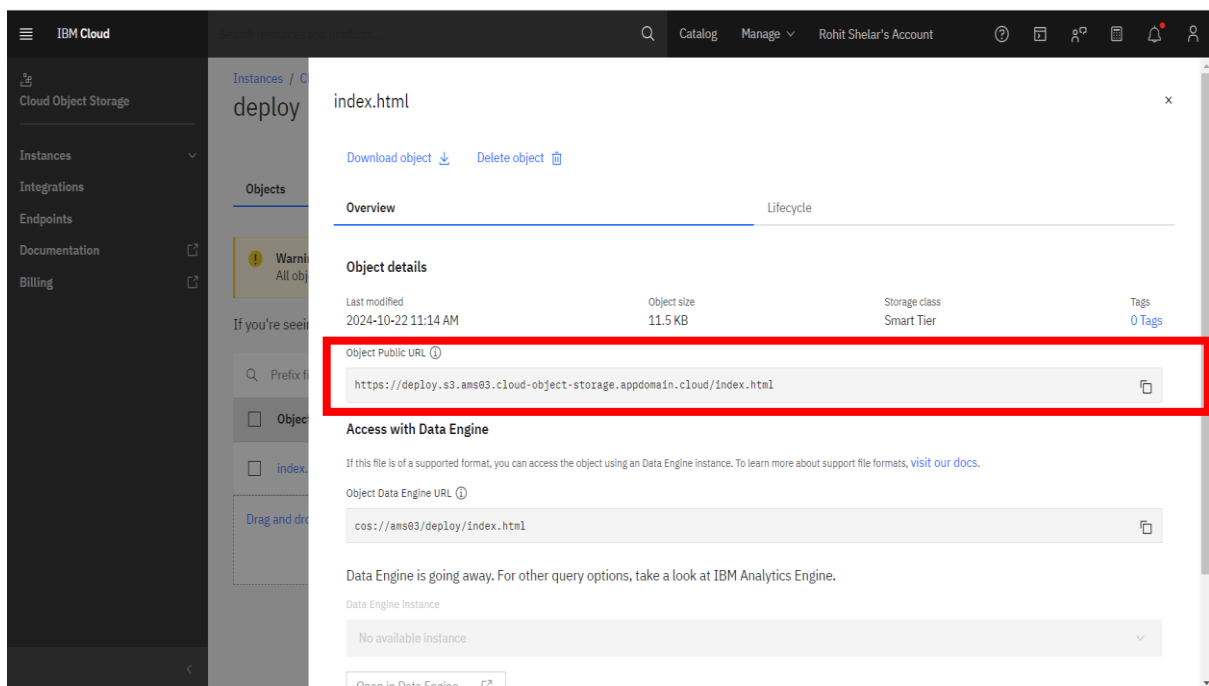 IBM Cloud
Catalog Manage Rohit Shelar's Account
Cloud Object Storage
Instances
Integrations
Endpoints
Documentation
Billing
Instances / C
deploy
Objects
All obj
If you're seei
Prefix fi
Objec
index.
Drag and dro
index.html
x
Download object Delete object
Overview Lifecycle
Object details
Last modified Object size Storage class Tags
2024-10-22 11:14 AM 11.5 KB Smart Tier 0 Tags
Object Public URL
https://deploy.s3.ams03.cloud-object-storage.appdomain.cloud/index.html
Access with Data Engine
If this file is of a supported format, you can access the object using an Data Engine instance. To learn more about support file formats, visit our docs.
Object Data Engine URL
cos://ams03/deploy/index.html
Data Engine is going away. For other query options, take a look at IBM Analytics Engine.
Data Engine instance
No available instance
Open in Data Engine